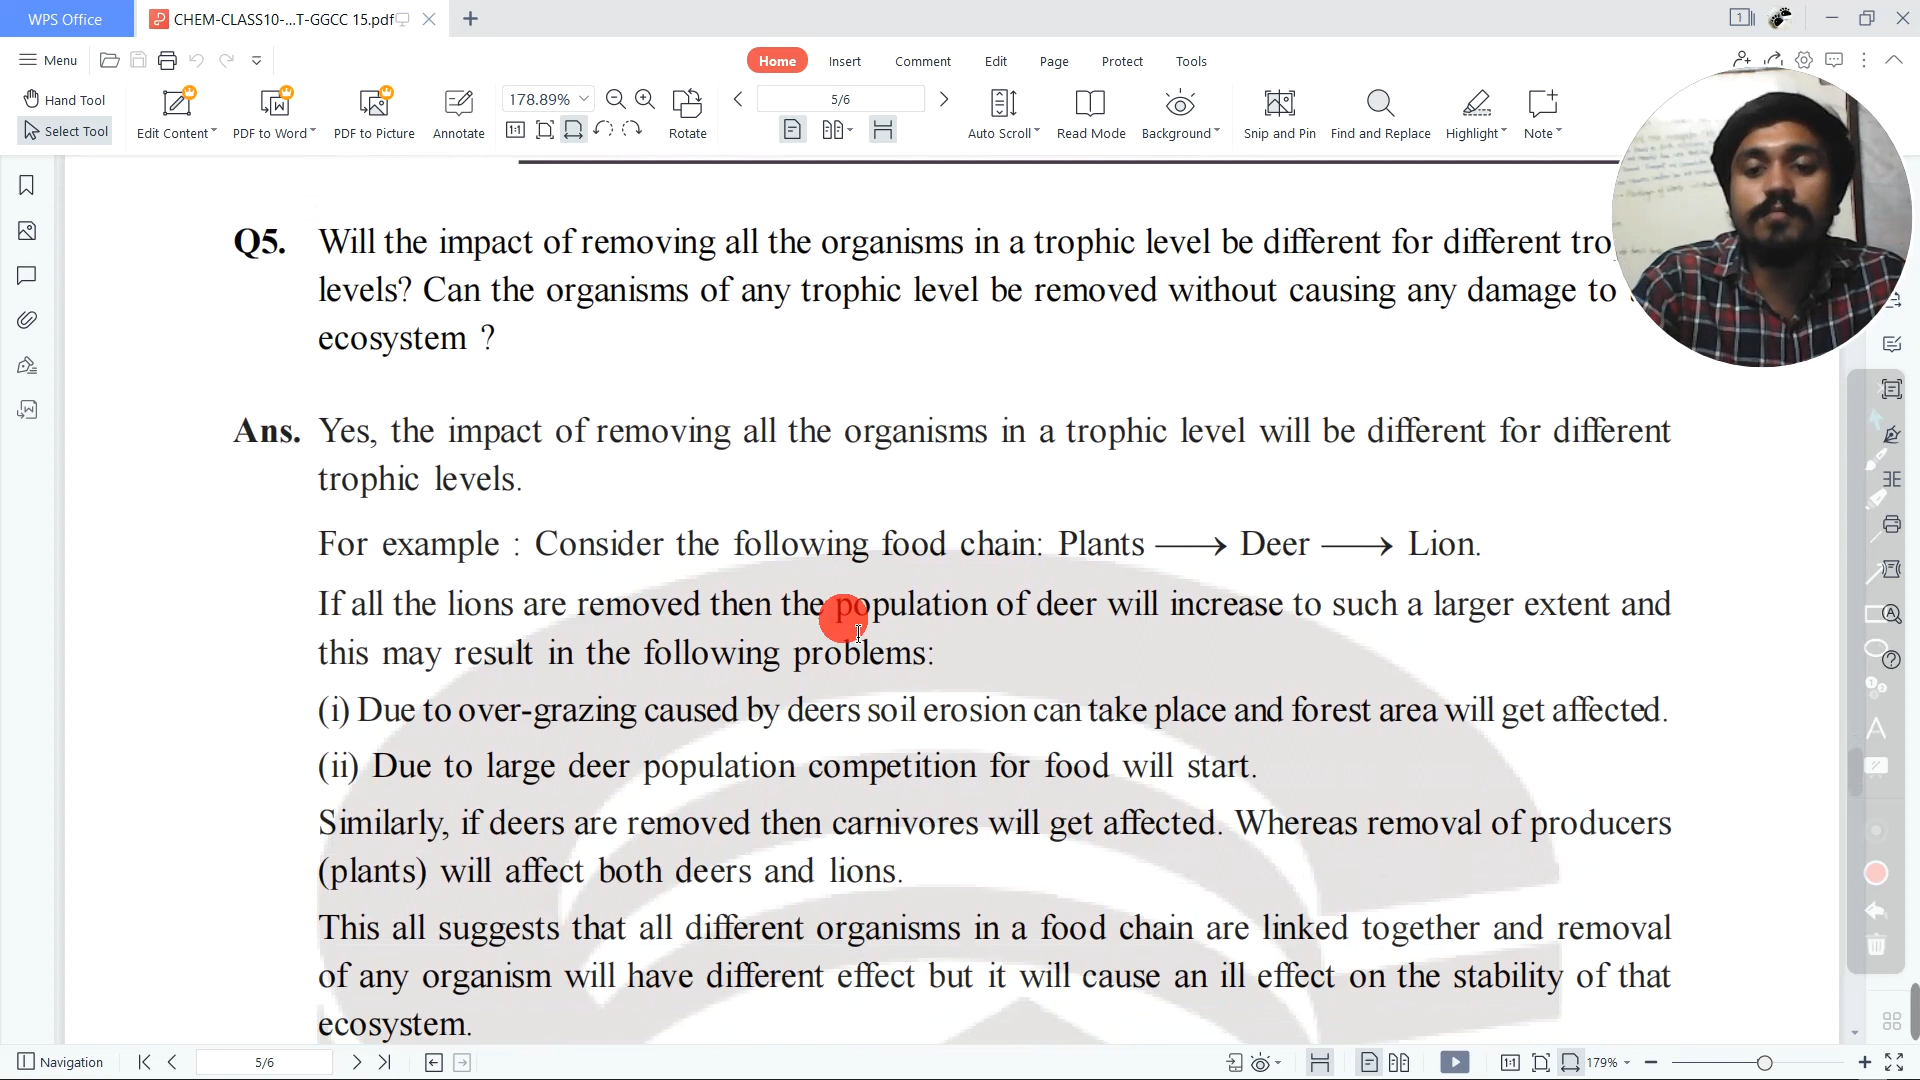 WPS Office
CHEM-CLASS10-...T-GGCC 15.pdf
1
Menu
Home Insert Comment Edit Page Protect Tools
Hand Tool
Select Tool
Edit Content
PDF to Word
PDF to Picture
Annotate
178.89%
1:1
Rotate
5/6
Auto Scroll
Read Mode
Background
Snip and Pin
Find and Replace
Highlight
Note
Q5. Will the impact of removing all the organisms in a trophic level be different for different
levels? Can the organisms of any trophic level be removed without causing any damage to
ecosystem ?
Ans. Yes, the impact of removing all the organisms in a trophic level will be different for different
trophic levels.
For example : Consider the following food chain: Plants ⟶ Deer ⟶ Lion.
If all the lions are removed then the population of deer will increase to such a larger extent and
this may result in the following problems:
(i) Due to over-grazing caused by deers soil erosion can take place and forest area will get affected.
(ii) Due to large deer population competition for food will start.
Similarly, if deers are removed then carnivores will get affected. Whereas removal of producers
(plants) will affect both deers and lions.
This all suggests that all different organisms in a food chain are linked together and removal
of any organism will have different effect but it will cause an ill effect on the stability of that
ecosystem.
Navigation
5/6
1:1
179%